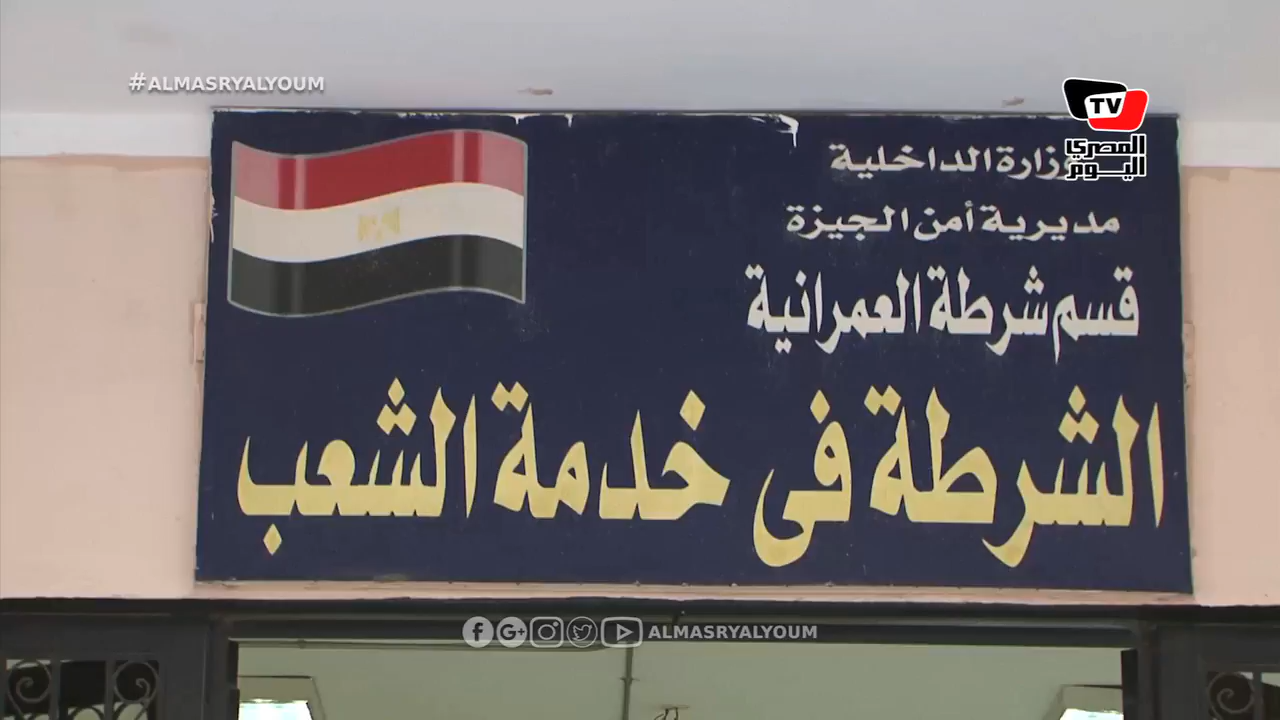 #ALMASRYALYOUM
TV
المصري
اليوم
وزارة الداخلية
مديرية أمن الجيزة
قسم شرطة العمرانية
الشرطة فى خدمة الشعب
ALMASRYALYOUM